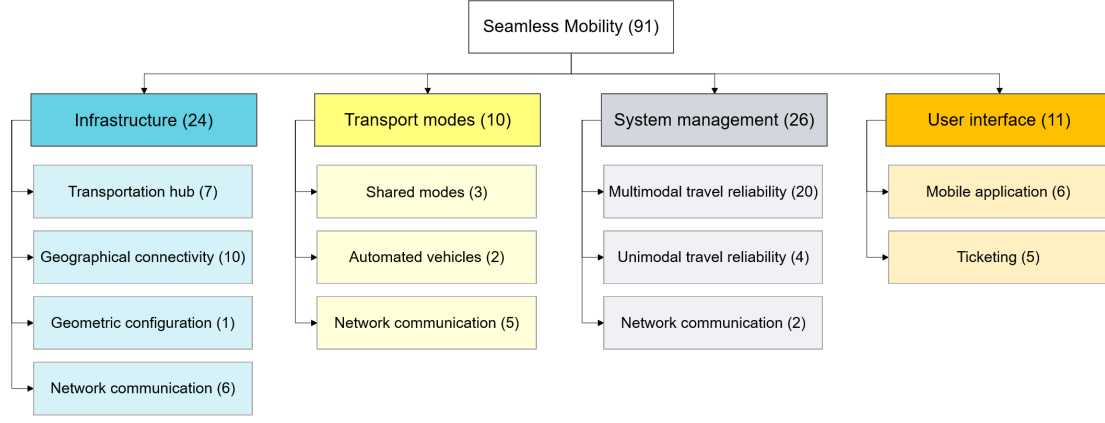 Seamless Mobility (91)
Infrastructure (24)
Transportation hub (7)
Geographical connectivity (10)
Geometric configuration (1)
Network communication (6)
Transport modes (10)
Shared modes (3)
Automated vehicles (2)
Network communication (5)
System management (26)
Multimodal travel reliability (20)
Unimodal travel reliability (4)
Network communication (2)
User interface (11)
Mobile application (6)
Ticketing (5)